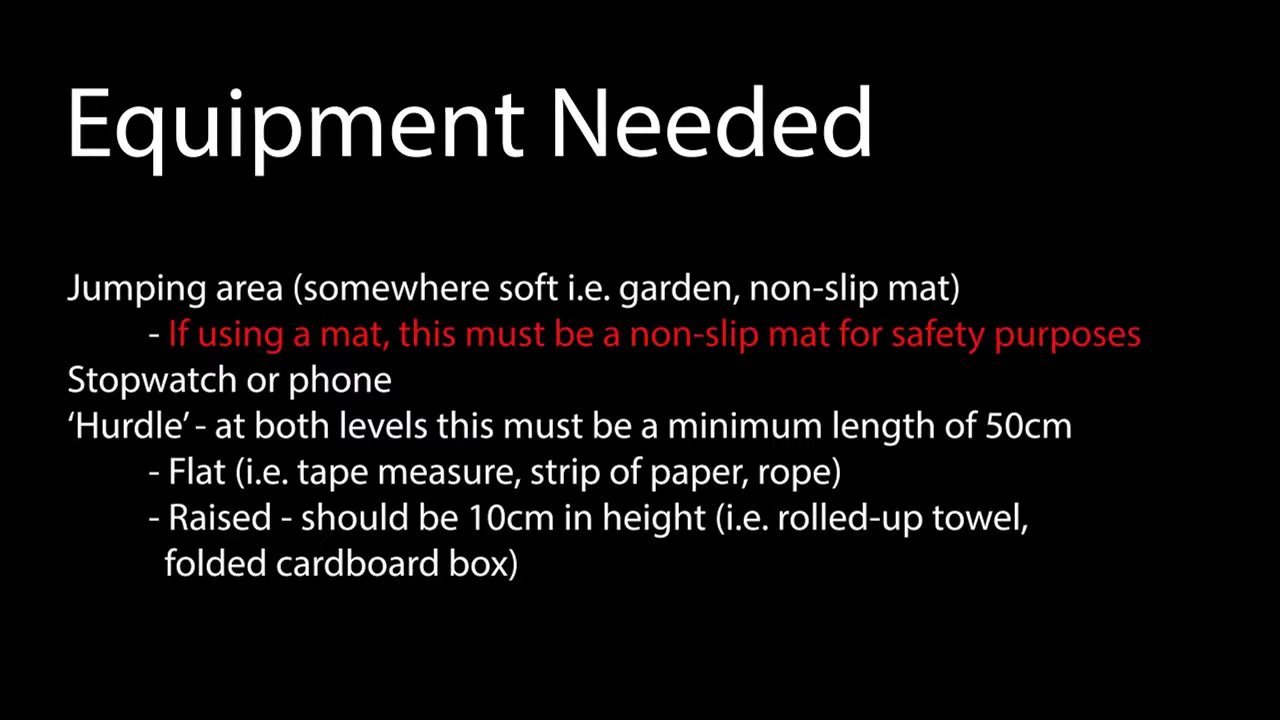 Equipment Needed
Jumping area (somewhere soft i.e. garden, non-slip mat)
- If using a mat, this must be a non-slip mat for safety purposes
Stopwatch or phone
‘Hurdle’ - at both levels this must be a minimum length of 50cm
- Flat (i.e. tape measure, strip of paper, rope)
- Raised - should be 10cm in height (i.e. rolled-up towel,
folded cardboard box)